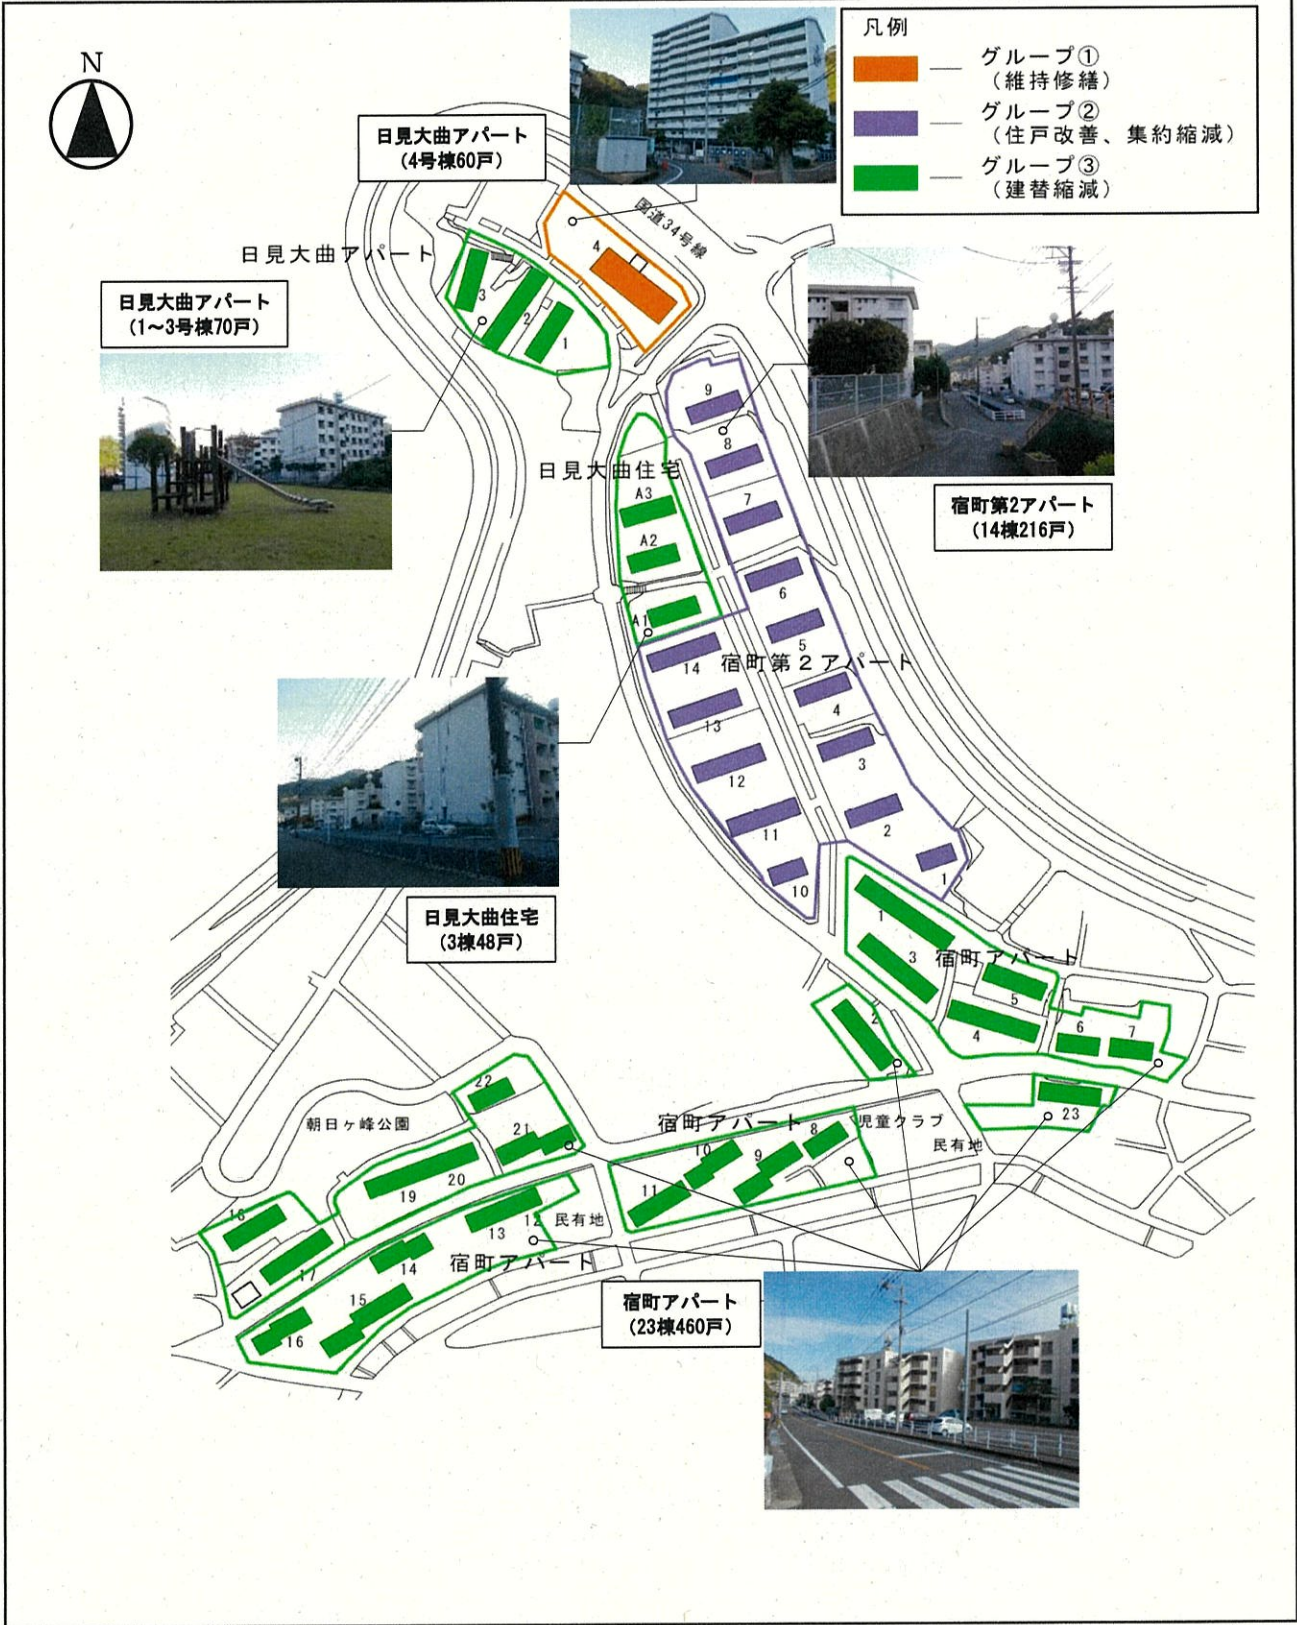 N
凡例
グループ①
（維持修繕）
グループ②
（住戸改善、集約縮減）
グループ③
（建替縮減）
日見大曲アパート
(4号棟60戸)
国道34号線
日見大曲アパート
4
日見大曲アパート
(1～3号棟70戸)
3
2
1
9
8
日見大曲住宅
7
A3
A2
宿町第2アパート
(14棟216戸)
6
A1
5
14
宿町第２アパート
4
13
3
12
2
11
1
10
日見大曲住宅
(3棟48戸)
1
3
宿町アパート
5
2
4
6
7
22
朝日ヶ峰公園
21
宿町アパート
8
児童クラブ
23
民有地
10
9
19
20
11
18
13
12
民有地
17
14
宿町アパート
15
16
宿町アパート
(23棟460戸)